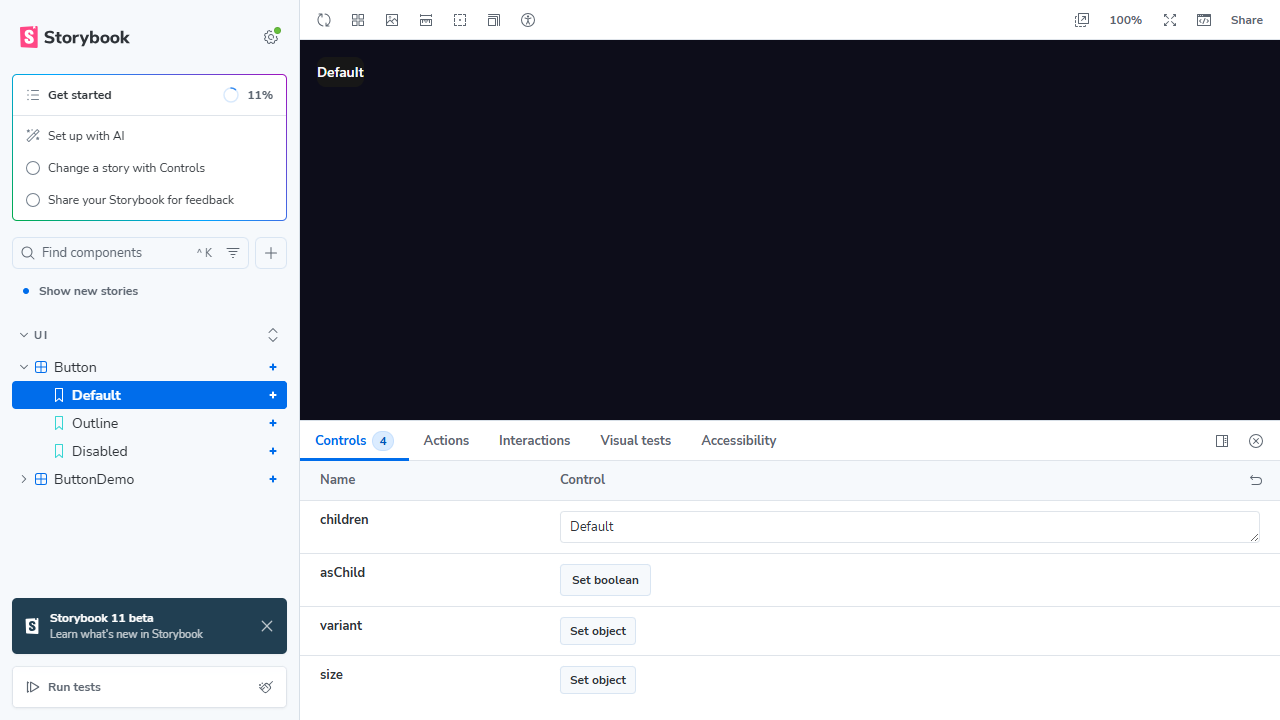 Storybook
Get started
11%
Set up with AI
Change a story with Controls
Share your Storybook for feedback
Find components
^ K
Show new stories
UI
Button
Default
Outline
Disabled
ButtonDemo
Storybook 11 beta
Learn what's new in Storybook
Run tests
100%
Share
Default
Controls 4
Actions
Interactions
Visual tests
Accessibility
Name
Control
children
Default
asChild
Set boolean
variant
Set object
size
Set object